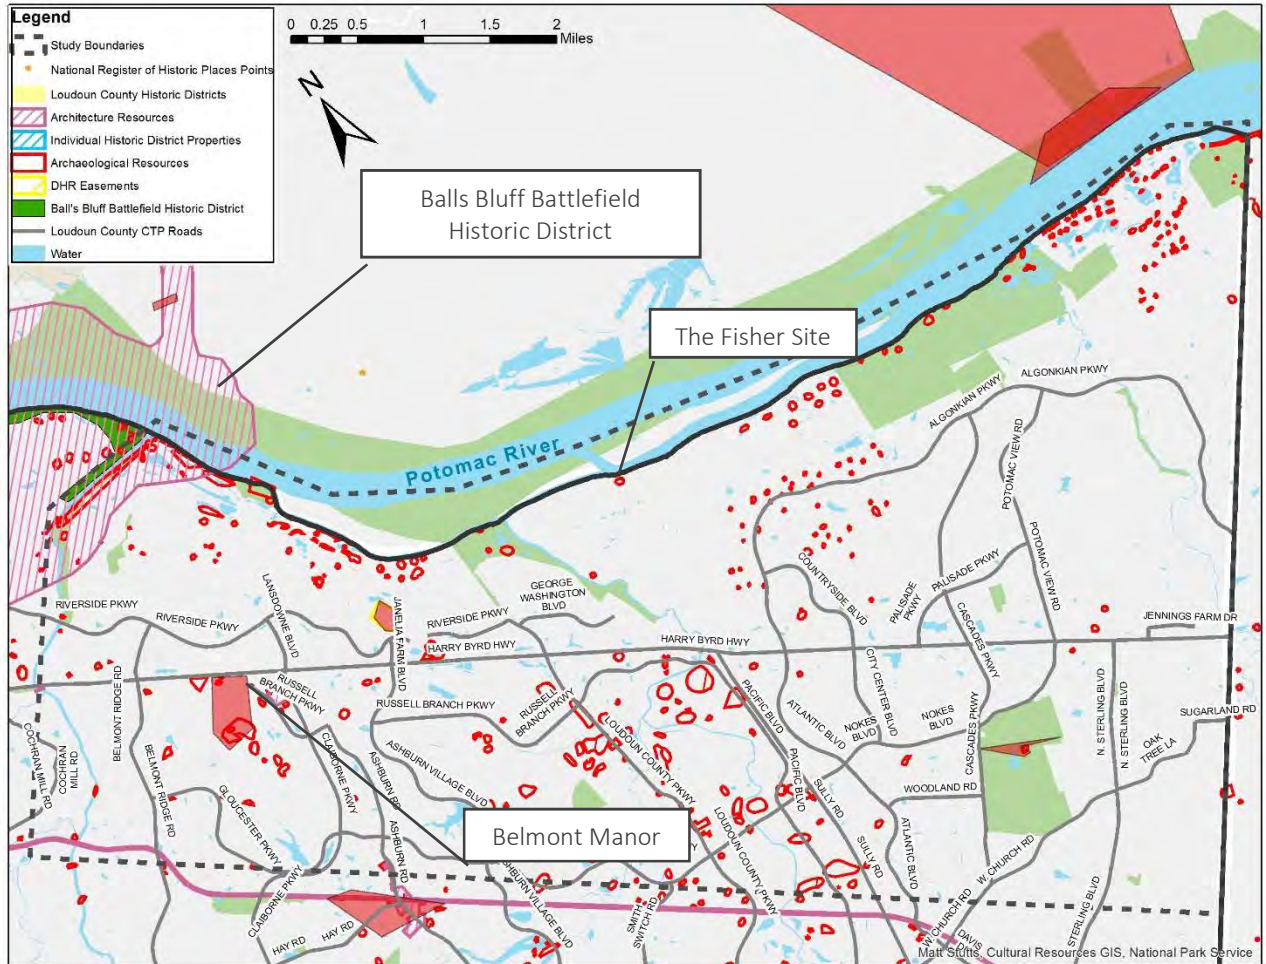 Legend
Study Boundaries
National Register of Historic Places Points
Loudoun County Historic Districts
Architecture Resources
Individual Historic District Properties
Archaeological Resources
DHR Easements
Ball's Bluff Battlefield Historic District
Loudoun County CTP Roads
Water
0 0.25 0.5 1 1.5 2
Miles
N
Balls Bluff Battlefield
Historic District
The Fisher Site
Potomac River
ALGONKIAN PKWY
ALGONKIAN PKWY
POTOMAC VIEW RD
POTOMAC VIEW RD
COUNTRYSIDE BLVD
PALISADE PKWY
PALISADE
PKWY
CASCADES PKWY
JENNINGS FARM DR
LANSDOWNE BLVD
GEORGE
WASHINGTON
BLVD
RIVERSIDE PKWY
RIVERSIDE PKWY
RIVERSIDE PKWY
JANELIA FARM BLVD
HARRY BYRD HWY
HARRY BYRD HWY
BELMONT RIDGE RD
RUSSELL
BRANCH PKWY
RUSSELL BRANCH PKWY
RUSSELL
BRANCH PKWY
PACIFIC BLVD
CITY CENTER BLVD
ATLANTIC BLVD
NOKES
BLVD
NOKES
BLVD
CASCADES PKWY
N. STERLING BLVD
N. STERLING BLVD
SUGARLAND RD
OAK
TREE LA
COCHRAN MILL RD
COCHRAN
MILL RD
BELMONT RIDGE RD
CLAIBORNE PKWY
ASHBURN RD
ASHBURN VILLAGE BLVD
LOUDOUN COUNTY PKWY
PACIFIC BLVD
SULLY RD
WOODLAND RD
GLOUCESTER PKWY
Belmont Manor
ASHBURN RD
LOUDOUN COUNTY PKWY
SULLY RD
ATLANTIC BLVD
W. CHURCH RD
CLAIBORNE PKWY
ASHBURN VILLAGE BLVD
HAY RD
HAY RD
SMITH
SWITCH RD
W. CHURCH RD
DAVIS
STERLING BLVD
Matt Stutts, Cultural Resources GIS, National Park Service